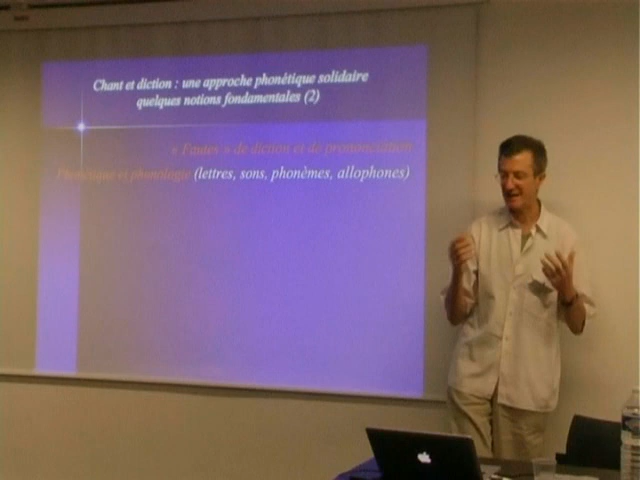 Chant et diction : une approche phonétique solidaire
quelques notions fondamentales (2)
« Fautes » de diction et de prononciation
Phonétique et phonologie (lettres, sons, phonèmes, allophones)